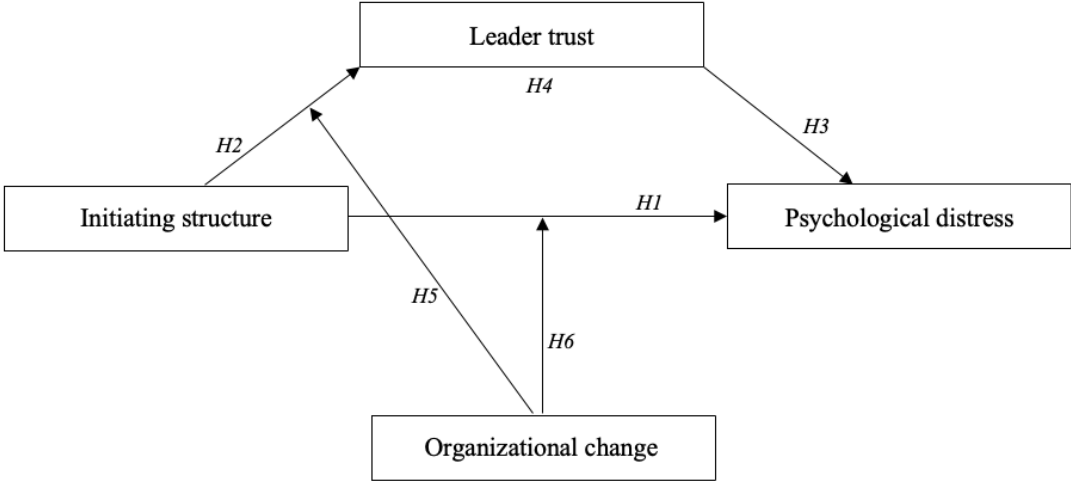 Leader trust
H4
H2
H3
Initiating structure
H1
Psychological distress
H5
H6
Organizational change